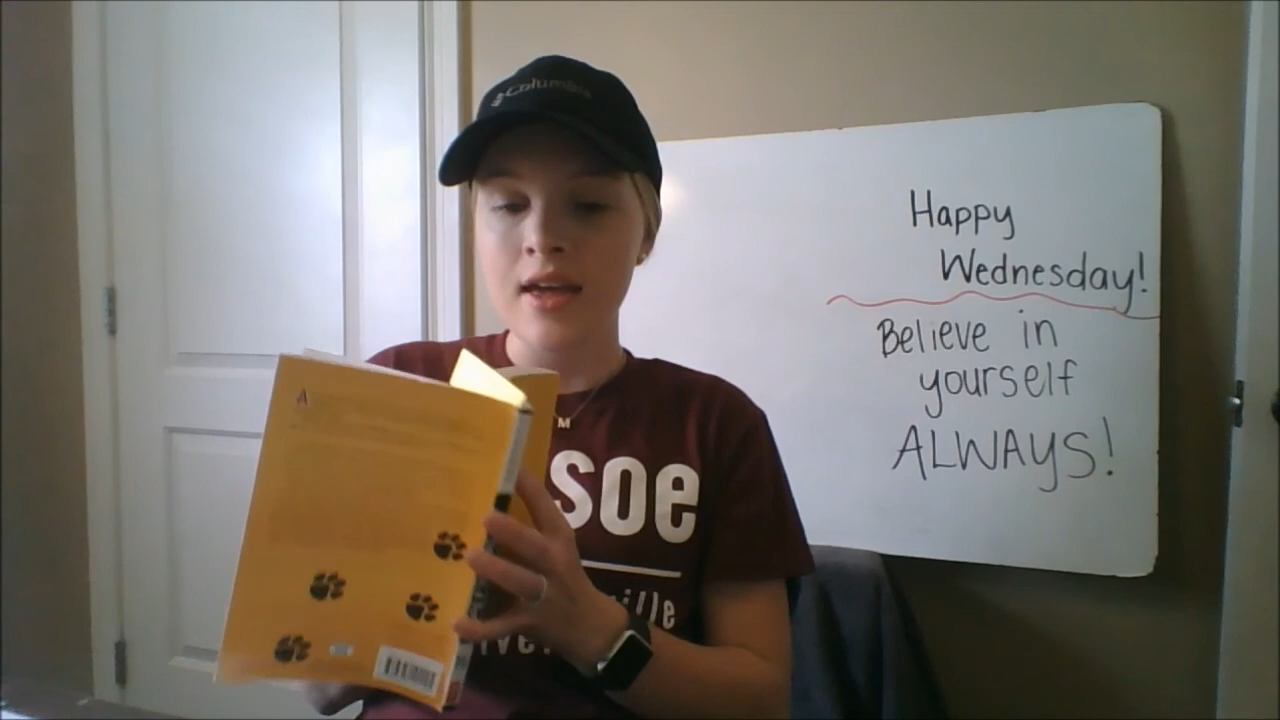 Columbia
Happy
Wednesday!
Believe in
yourself
ALWAYS!
A
M
SOE